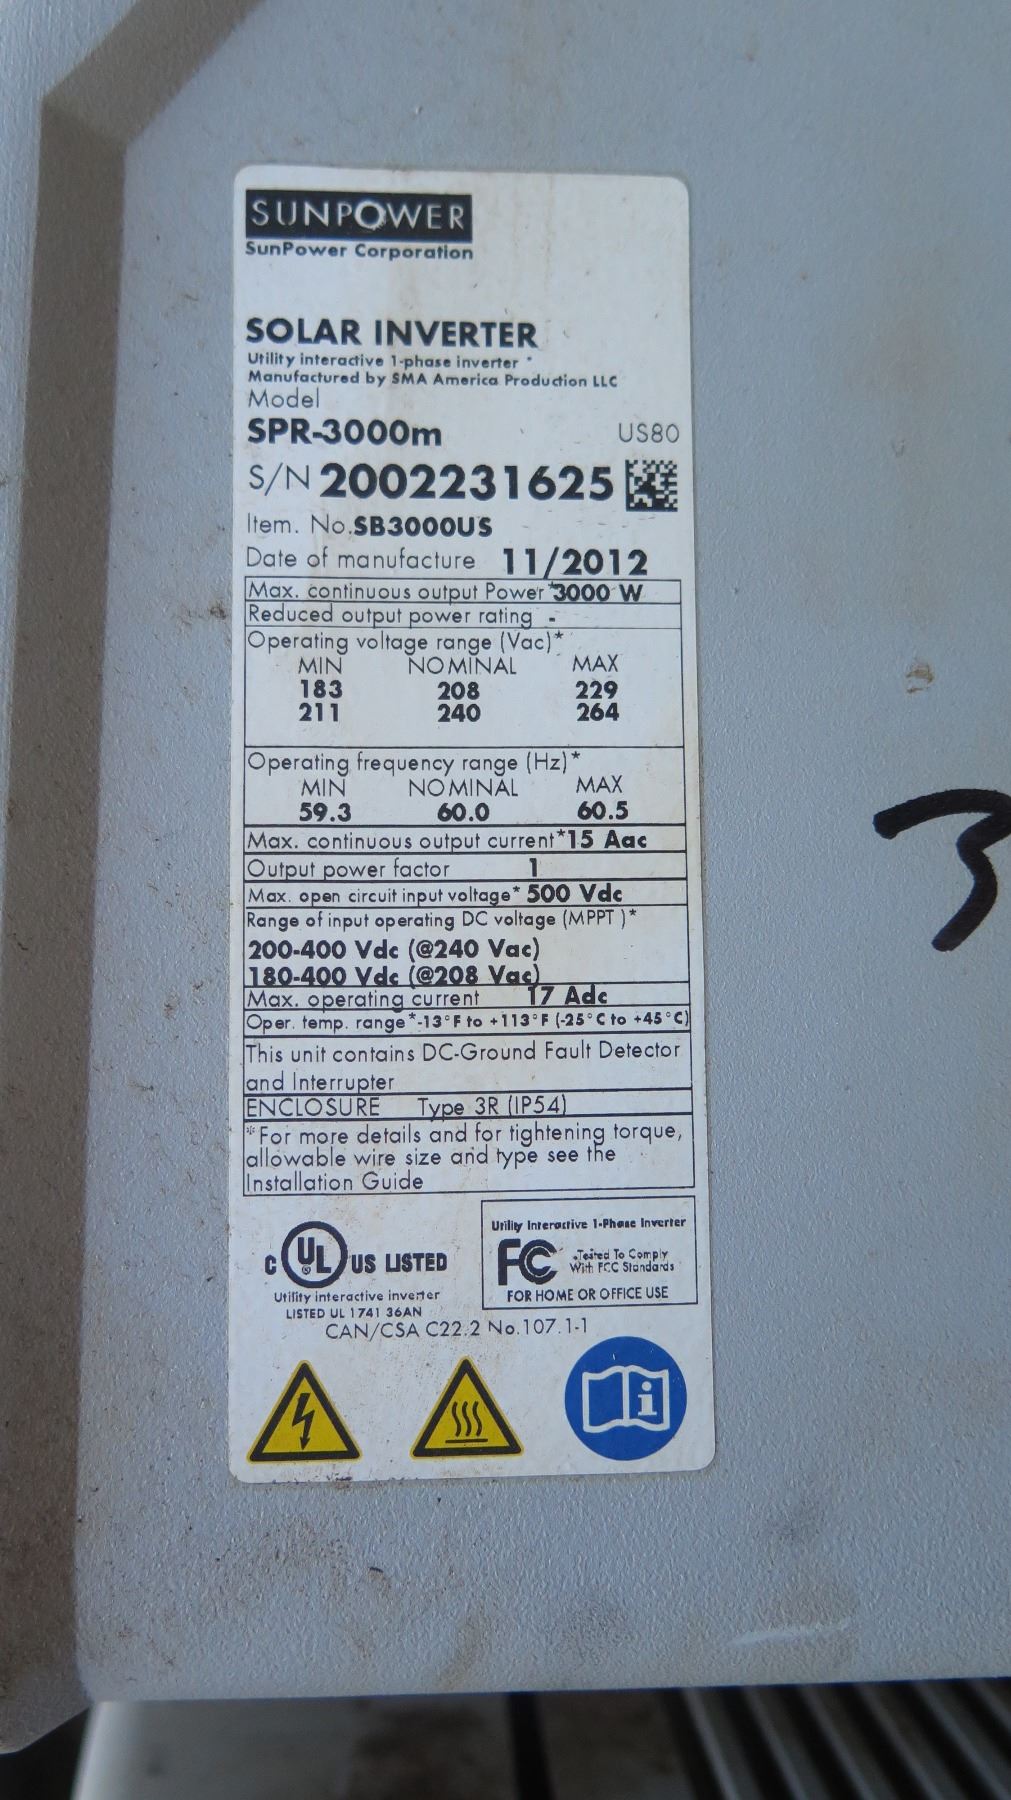 SUNPOWER
SunPower Corporation
SOLAR INVERTER
Utility interactive 1-phase inverter *
Manufactured by SMA America Production LLC
Model
SPR-3000m US80
S/N 2002231625
Item. No.SB3000US
Date of manufacture 11/2012
Max. continuous output Power *3000 W
Reduced output power rating -
Operating voltage range (Vac)*
MIN NOMINAL MAX
183 208 229
211 240 264
Operating frequency range (Hz)*
MIN NOMINAL MAX
59.3 60.0 60.5
Max. continuous output current*15 Aac
Output power factor 1
Max. open circuit input voltage* 500 Vdc
Range of input operating DC voltage (MPPT )*
200-400 Vdc (@240 Vac)
180-400 Vdc (@208 Vac)
Max. operating current 17 Adc
Oper. temp. range*-13°F to +113°F (-25°C to +45°C)
This unit contains DC-Ground Fault Detector
and Interrupter
ENCLOSURE Type 3R (IP54)
*For more details and for tightening torque,
allowable wire size and type see the
Installation Guide
C UL® US LISTED
Utility interactive inverter
LISTED UL 1741 36AN
CAN/CSA C22.2 No.107.1-1
Utility Interactive 1-Phase Inverter
FC Tested To Comply
With FCC Standards
FOR HOME OR OFFICE USE
i
3